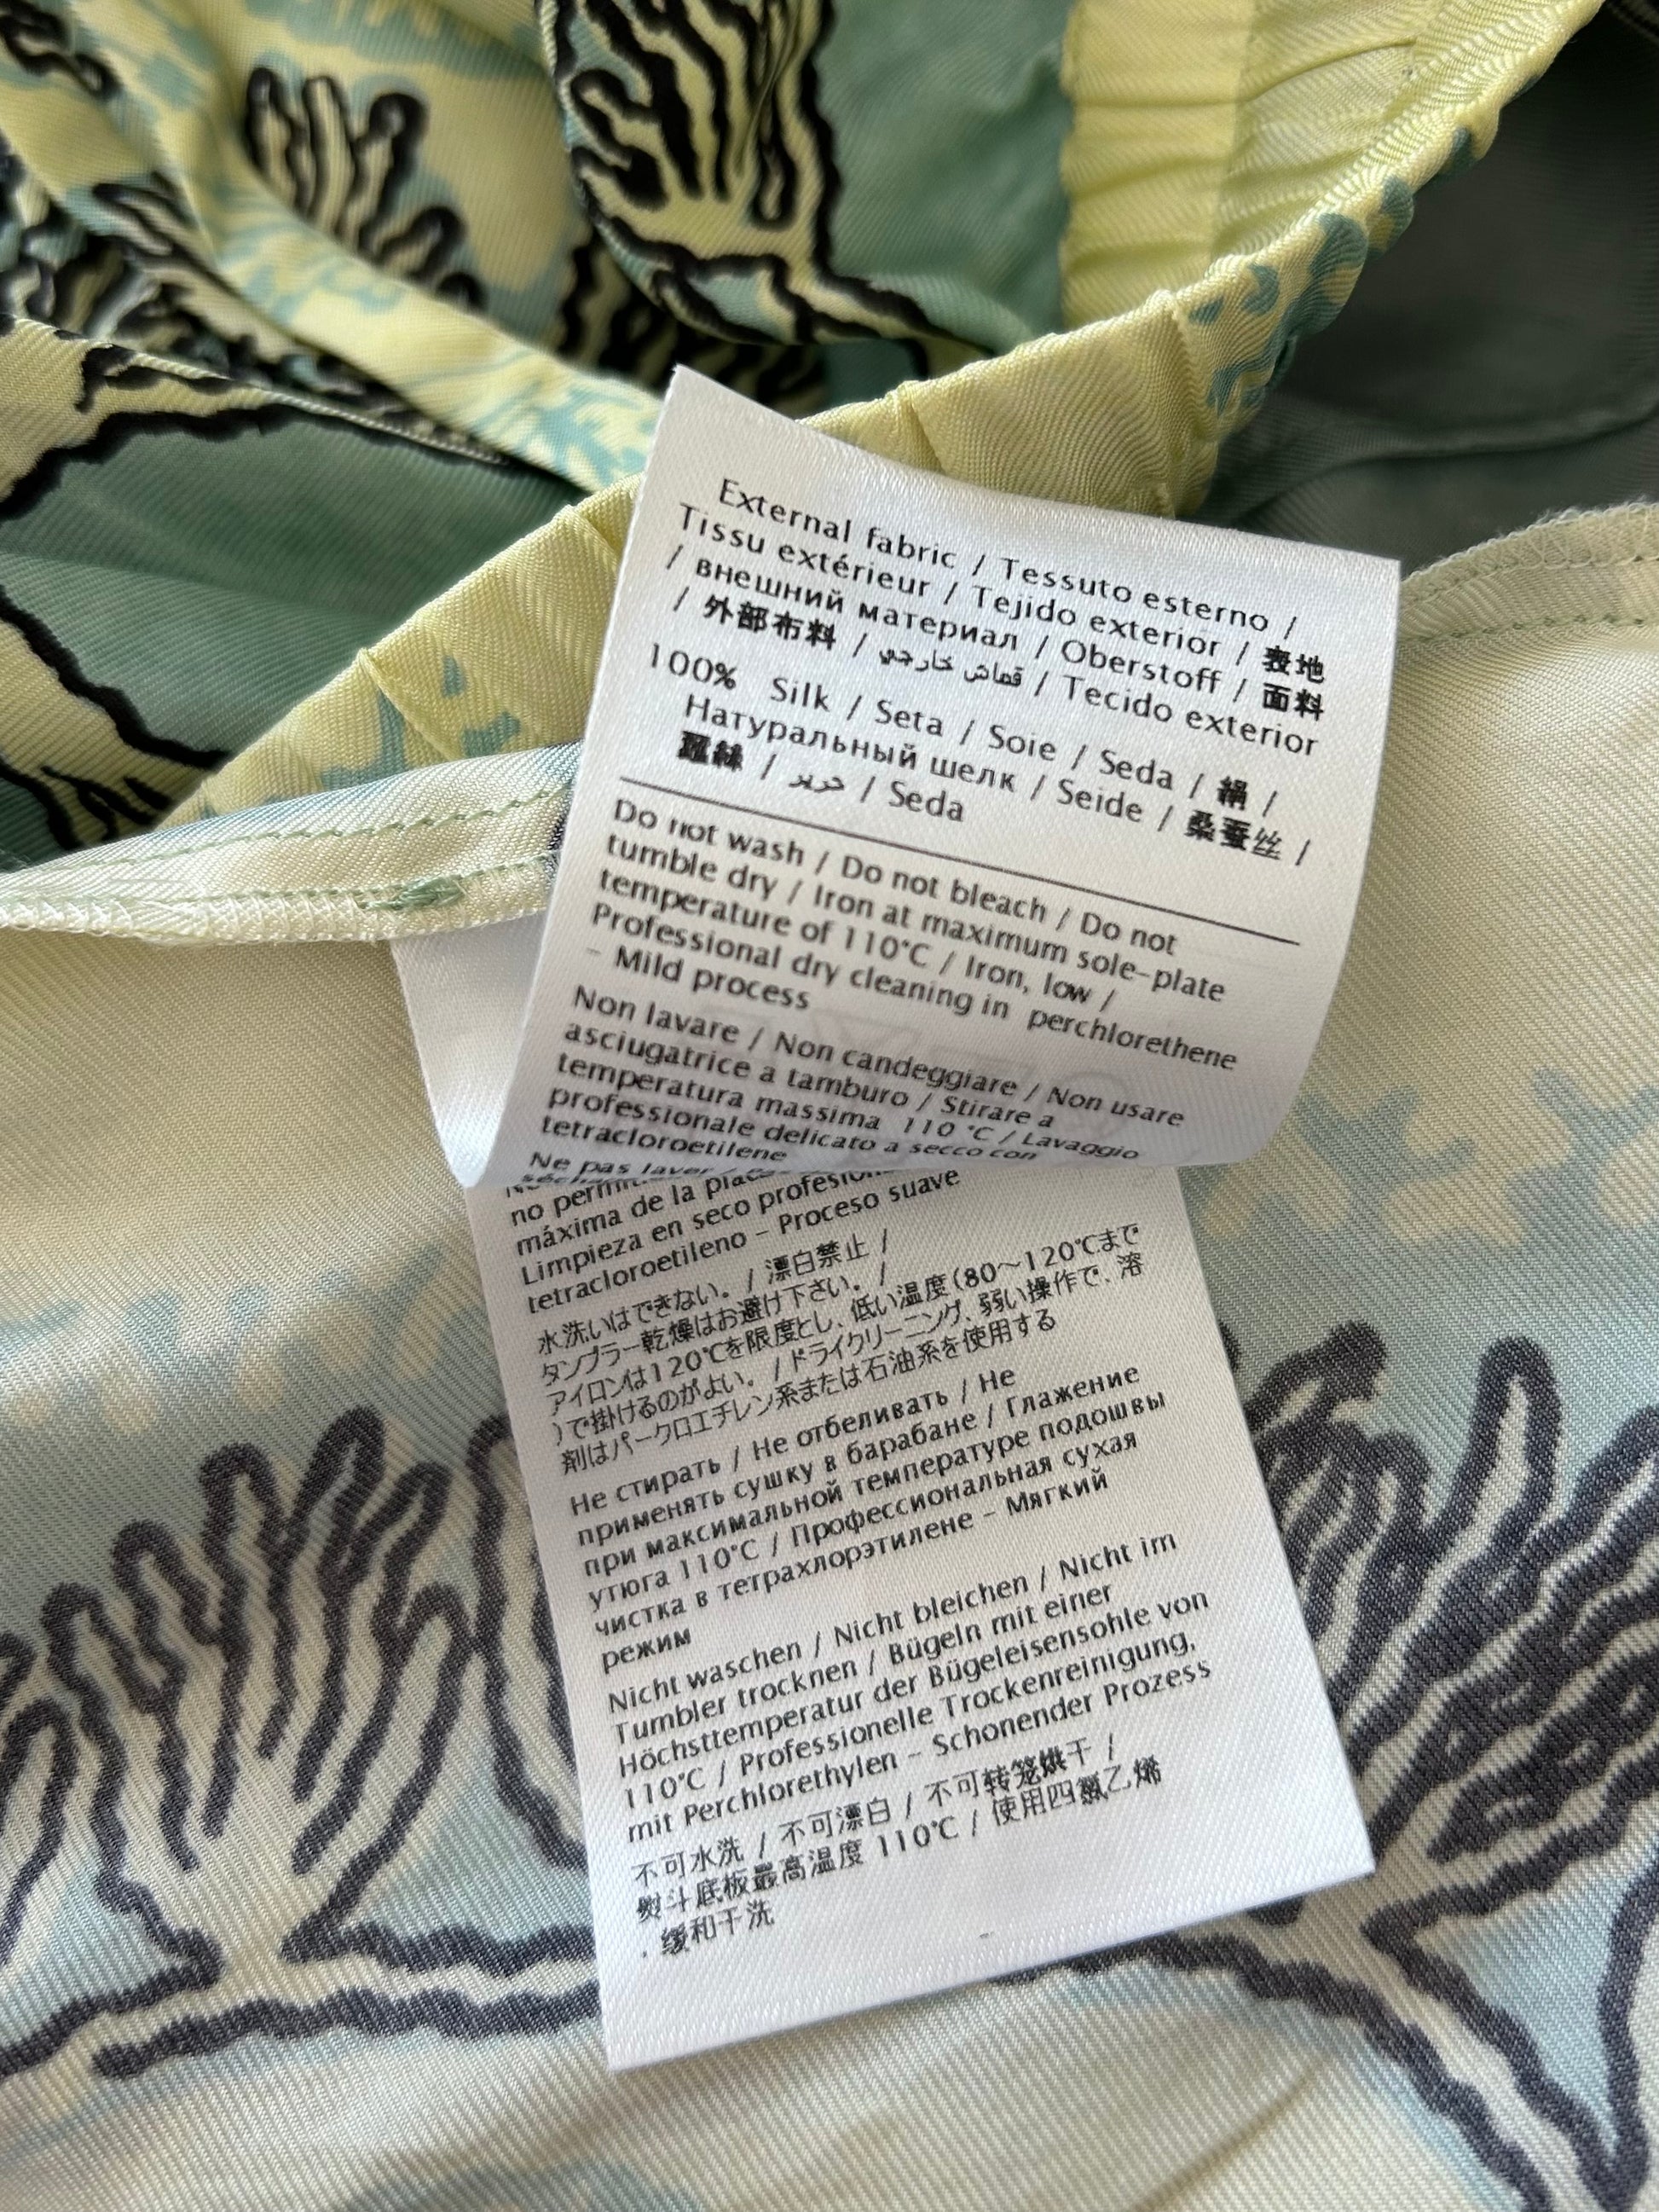 External fabric / Tessuto esterno /
Tissu extérieur / Tejido exterior / 表地
/ внешний материал / Oberstoff / 面料
/ 外部布料 / قماش خارجي / Tecido exterior
100% Silk / Seta / Soie / Seda / 絹 /
Натуральный шелк / Seide / 桑蚕丝 /
蠶絲 / حرير / Seda
Do not wash / Do not bleach / Do not
tumble dry / Iron at maximum sole-plate
temperature of 110°C / Iron, low /
Professional dry cleaning in perchlorethene
- Mild process
Non lavare / Non candeggiare / Non usare
asciugatrice a tamburo / Stirare a
temperatura massima 110 °C / Lavaggio
professionale delicato a secco con
tetracloroetilene
Ne pas laver /
no
máxima de la
Limpieza en seco profesional
tetracloroetileno - Proceso suave
水洗いはできない。 / 漂白禁止 /
タンブラー乾燥はお避け下さい。 /
アイロンは120℃を限度とし、低い温度(80～120℃まで
)で掛けるのがよい。 / ドライクリーニング、弱い操作で、溶
剤はパークロエチレン系または石油系を使用する
Не стирать / Не отбеливать / Не
применять сушку в барабане / Глажение
при максимальной температуре подошвы
утюга 110°C / Профессиональная сухая
чистка в тетрахлорэтилене - Мягкий
режим
Nicht waschen / Nicht bleichen / Nicht im
Tumbler trocknen / Bügeln mit einer
Höchsttemperatur der Bügeleisensohle von
110°C / Professionelle Trockenreinigung,
mit Perchlorethylen - Schonender Prozess
不可水洗 / 不可漂白 / 不可转笼烘干 /
熨斗底板最高温度 110℃ / 使用四氯乙烯
. 缓和干洗